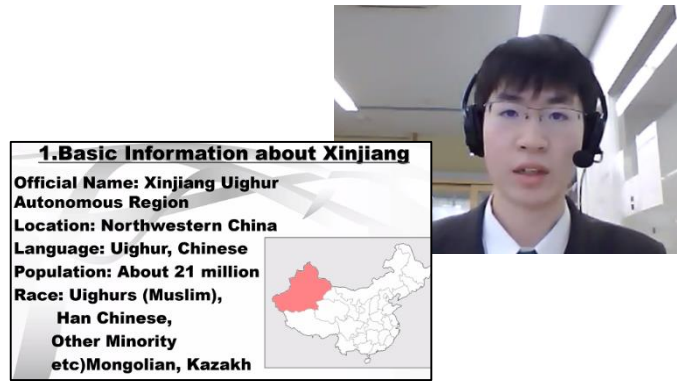 1.Basic Information about Xinjiang
Official Name: Xinjiang Uighur
Autonomous Region
Location: Northwestern China
Language: Uighur, Chinese
Population: About 21 million
Race: Uighurs (Muslim),
Han Chinese,
Other Minority
etc)Mongolian, Kazakh